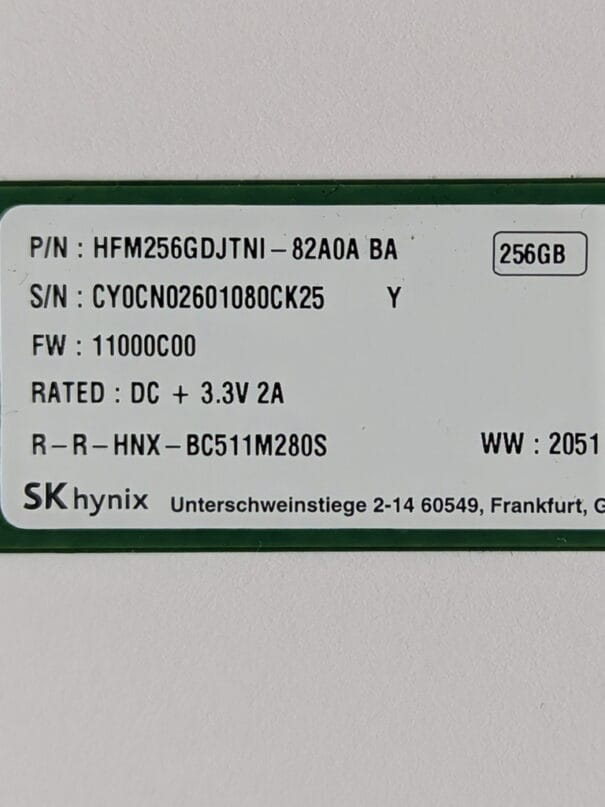 P/N : HFM256GDJTNI-82A0A BA 256GB
S/N : CY0CN02601080CK25 Y
FW : 11000C00
RATED : DC + 3.3V 2A
R-R-HNX-BC511M280S WW : 2051
SK hynix Unterschweinstiege 2-14 60549, Frankfurt, G